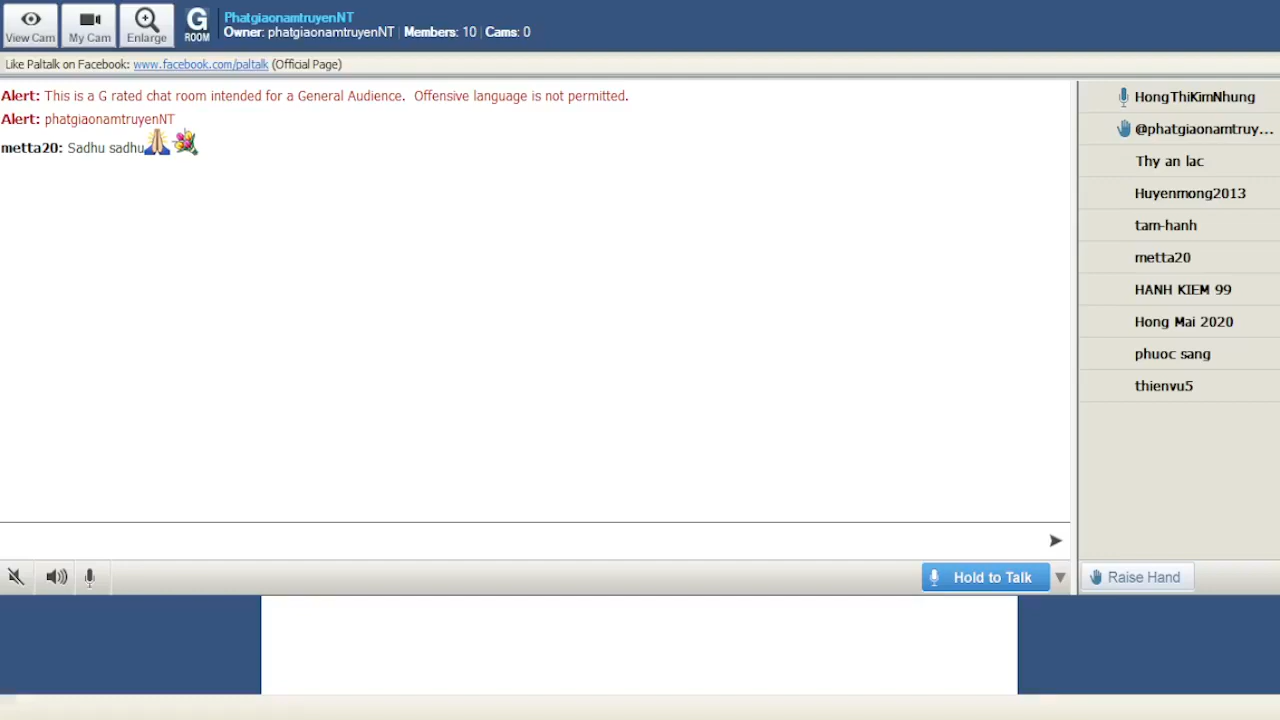 View Cam
My Cam
Enlarge
G
ROOM
PhatgiaonamtruyenNT
Owner: phatgiaonamtruyenNT | Members: 10 | Cams: 0
Like Paltalk on Facebook: www.facebook.com/paltalk (Official Page)
Alert: This is a G rated chat room intended for a General Audience.  Offensive language is not permitted.
Alert: phatgiaonamtruyenNT
metta20: Sadhu sadhu
HongThiKimNhung
@phatgiaonamtruy...
Thy an lac
Huyenmong2013
tam-hanh
metta20
HANH KIEM 99
Hong Mai 2020
phuoc sang
thienvu5
Hold to Talk
Raise Hand